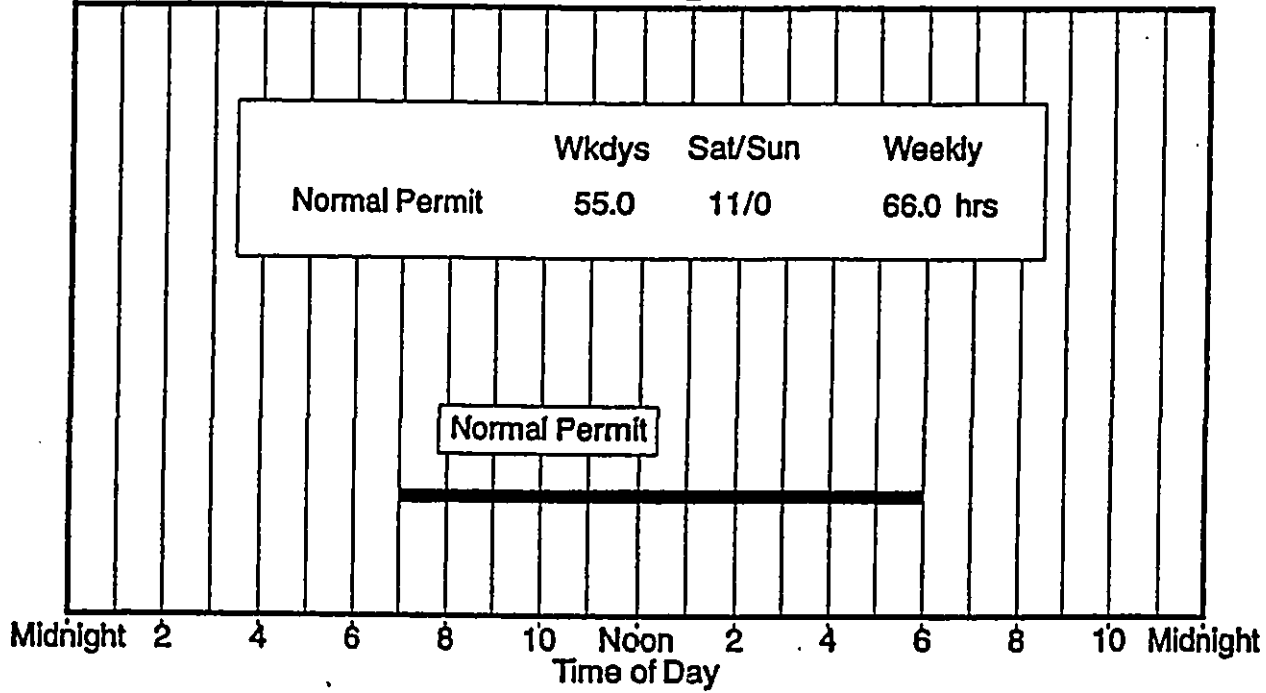 Wkdys Sat/Sun Weekly
Normal Permit 55.0 11/0 66.0 hrs
Normal Permit
Midnight 2 4 6 8 10 Noon 2 4 6 8 10 Midnight
Time of Day